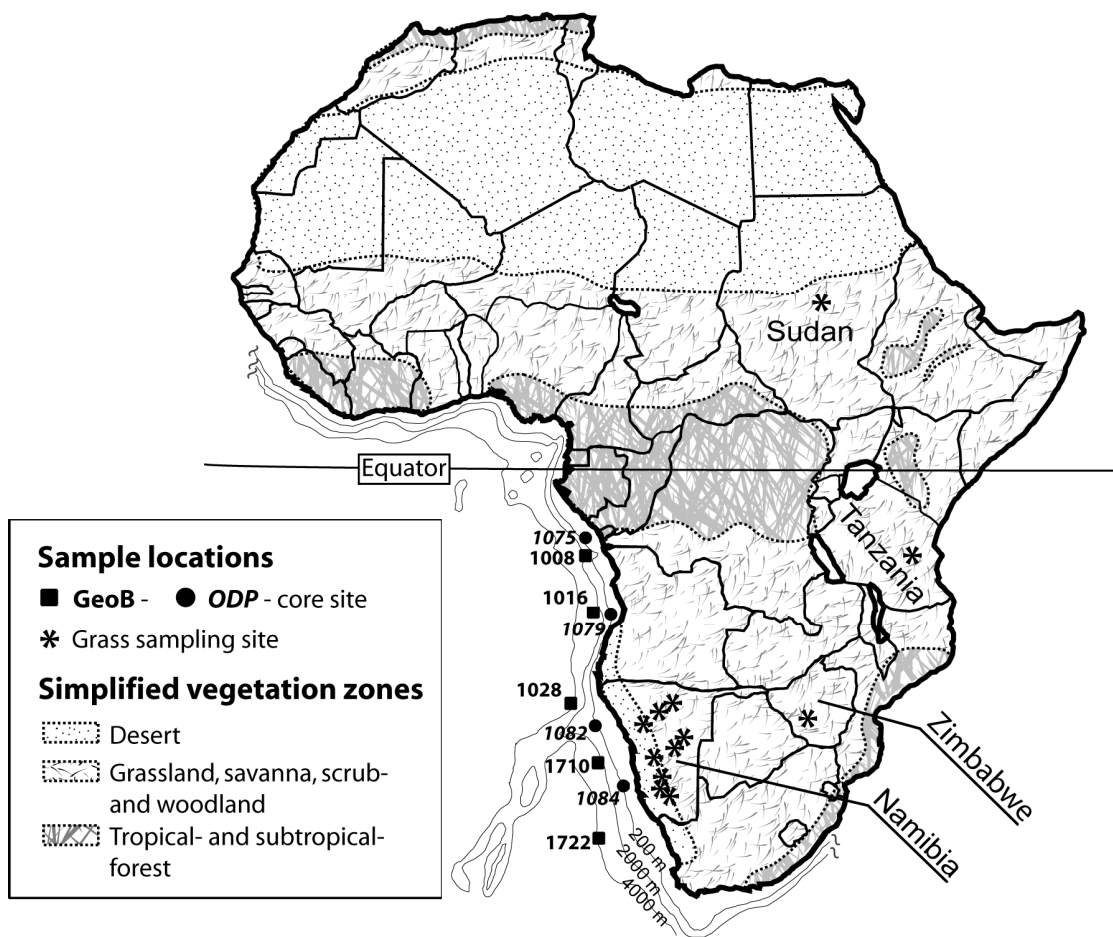 Sudan
Equator
Tanzania
Sample locations
GeoB - ODP - core site
Grass sampling site
Simplified vegetation zones
Desert
Grassland, savanna, scrub-
and woodland
Tropical- and subtropical-
forest
1075
1008
1016
1079
1028
1082
1710
1084
1722
200 m
2000 m
4000 m
Zimbabwe
Namibia